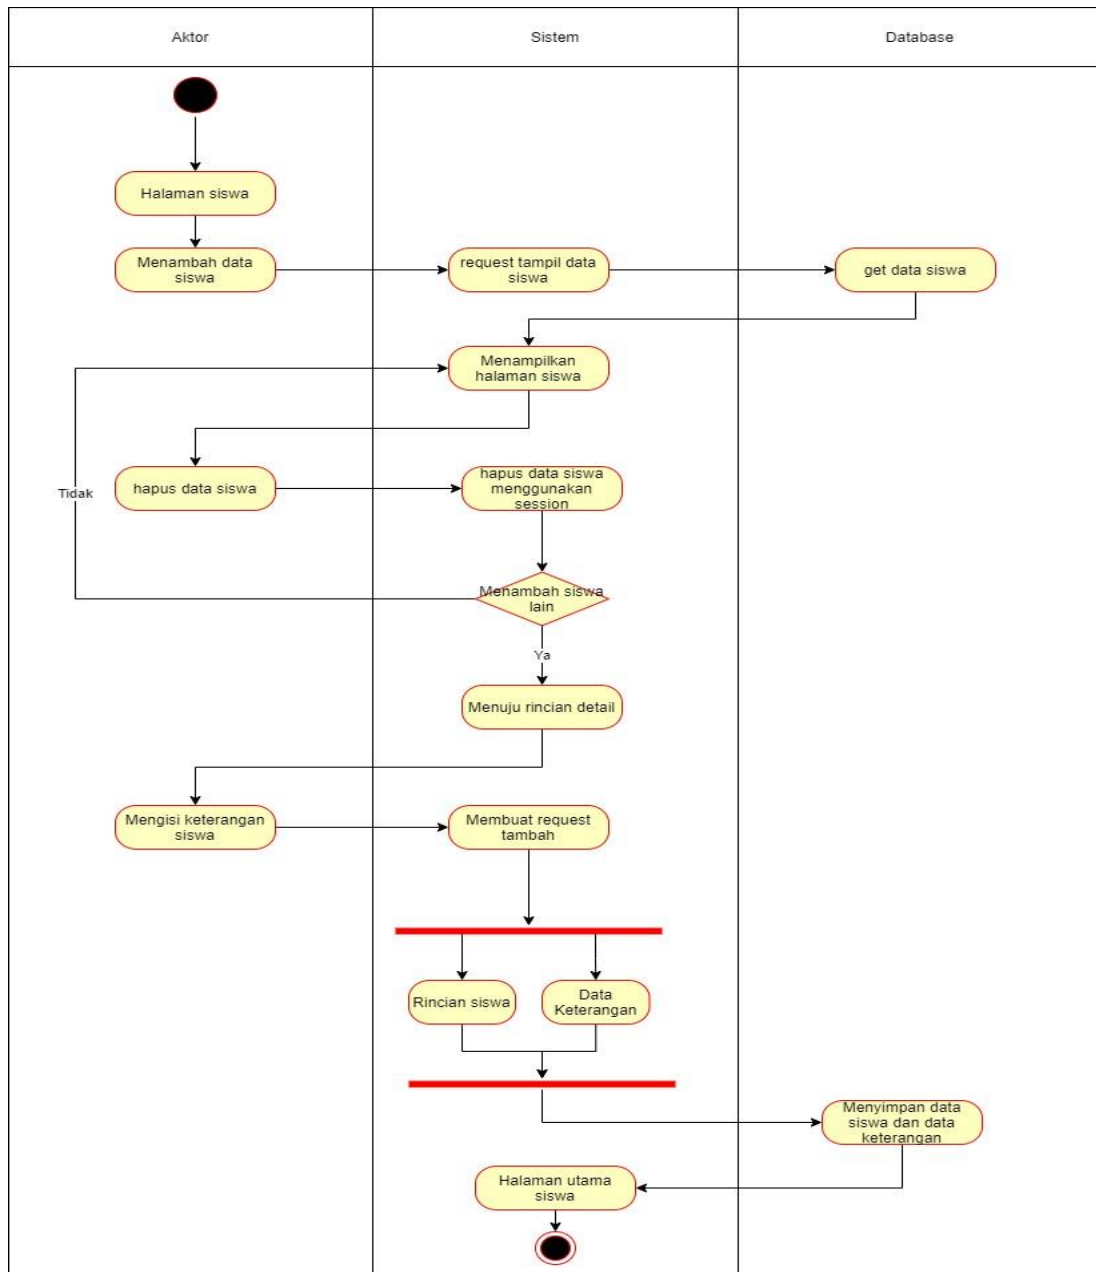 Aktor
Sistem
Database
Halaman siswa
Menambah data
siswa
request tampil data
siswa
get data siswa
Menampilkan
halaman siswa
hapus data siswa
hapus data siswa
menggunakan
session
Tidak
Menambah siswa
lain
Ya
Menuju rincian detail
Mengisi keterangan
siswa
Membuat request
tambah
Rincian siswa
Data
Keterangan
Menyimpan data
siswa dan data
keterangan
Halaman utama
siswa